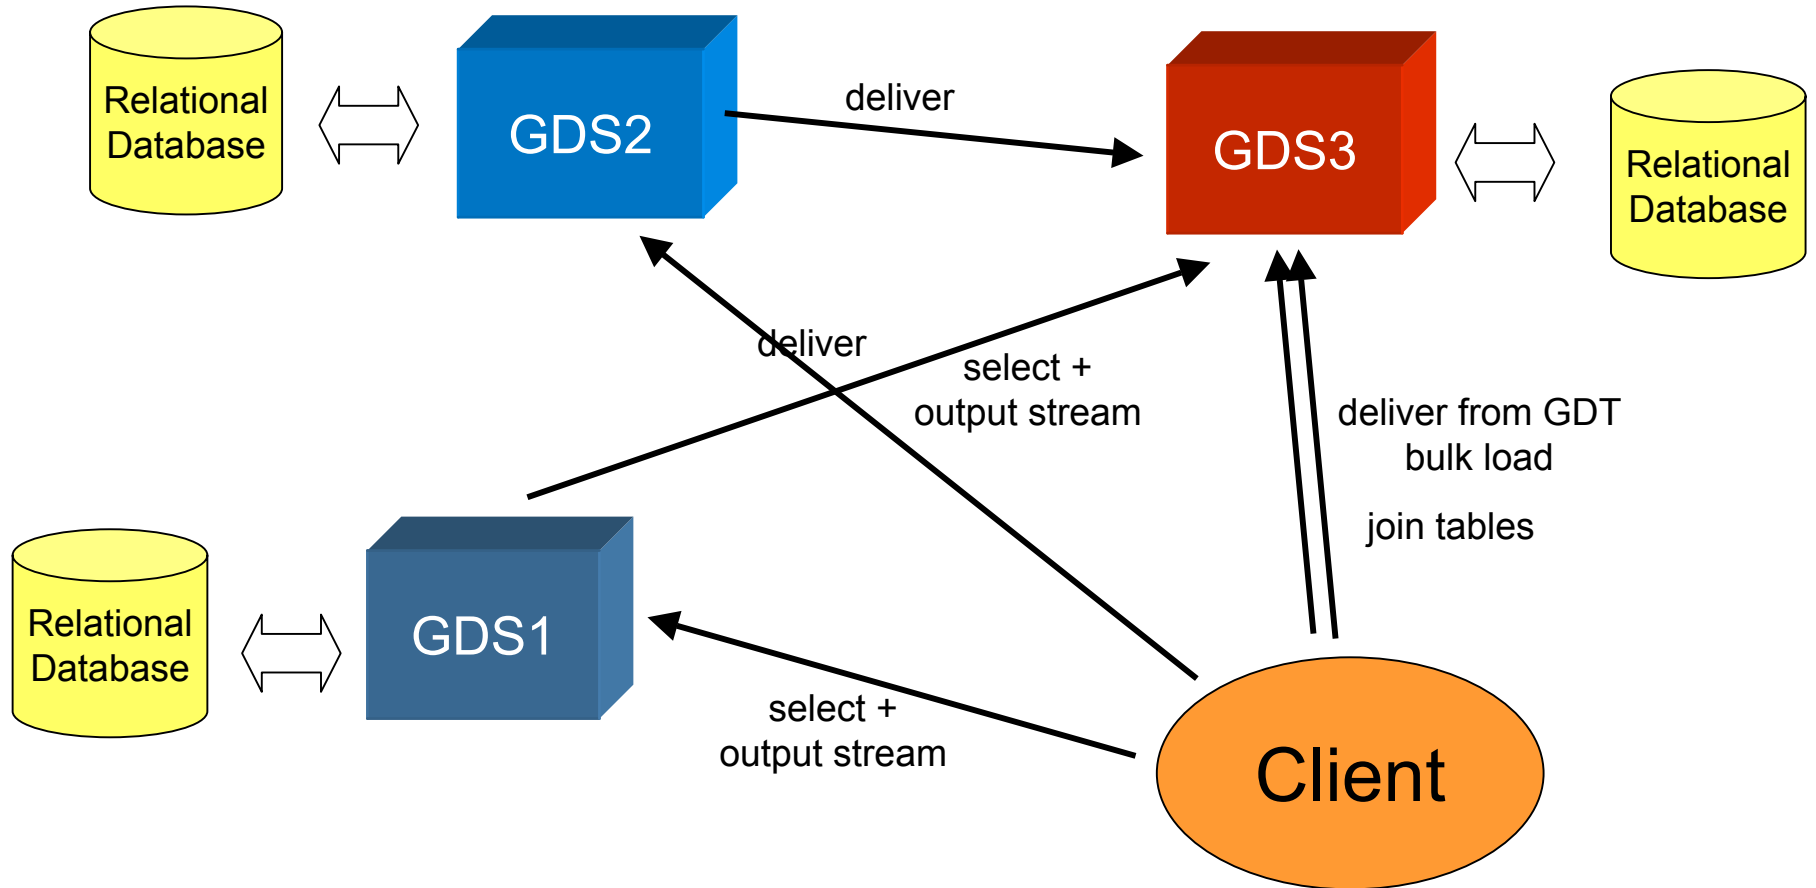 Relational
Database
GDS2
deliver
GDS3
Relational
Database
deliver
select +
output stream
deliver from GDT
bulk load
join tables
Relational
Database
GDS1
select +
output stream
Client